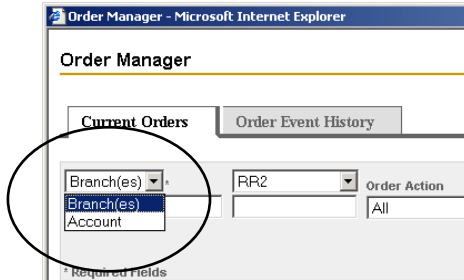 Order Manager - Microsoft Internet Explorer
Order Manager
Current Orders
Order Event History
Branch(es) * RR2 Order Action
Branch(es) All
Account
* Required Fields